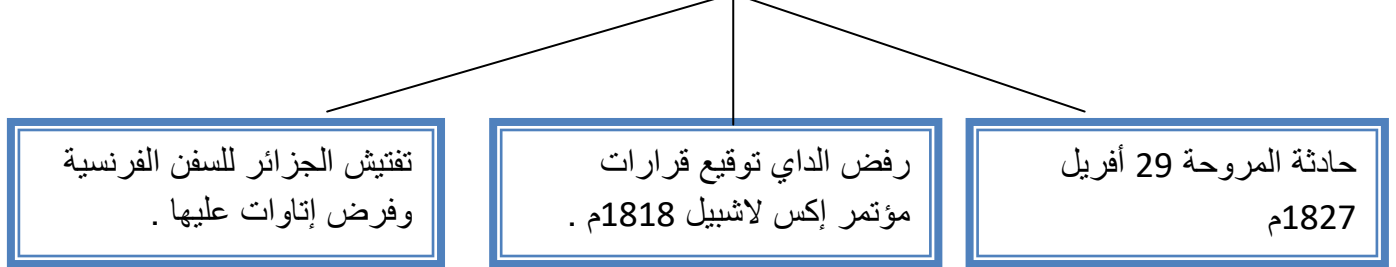 حادثة المروحة 29 أفريل
1827م
رفض الداي توقيع قرارات
مؤتمر إكس لاشبيل 1818م .
تفتيش الجزائر للسفن الفرنسية
وفرض إتاوات عليها .